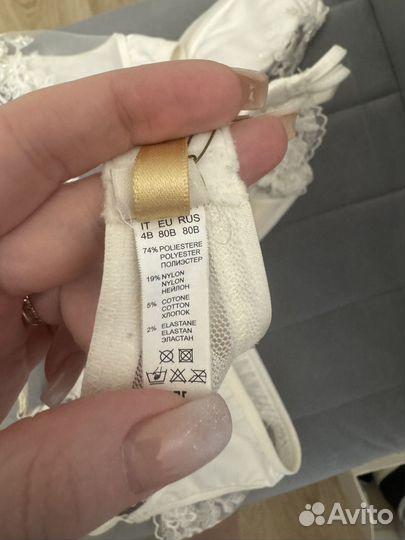 IT EU RUS
4B 80B 80B
74% POLIESTERE
POLYESTER
ПОЛИЭСТЕР
19% NYLON
NYLON
НЕЙЛОН
5% COTONE
COTTON
ХЛОПОК
2% ELASTANE
ELASTAN
ЭЛАСТАН
Avito